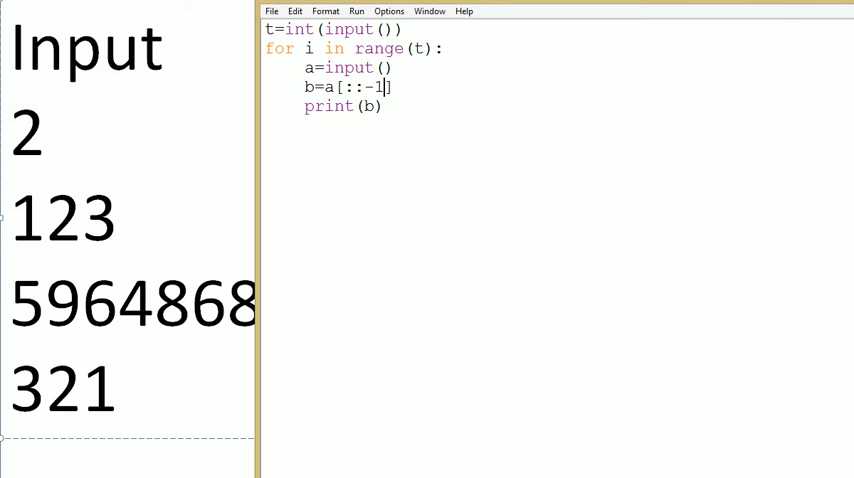 Input
2
123
5964868
321
File Edit Format Run Options Window Help
t=int(input())
for i in range(t):
    a=input()
    b=a[::-1]
    print(b)